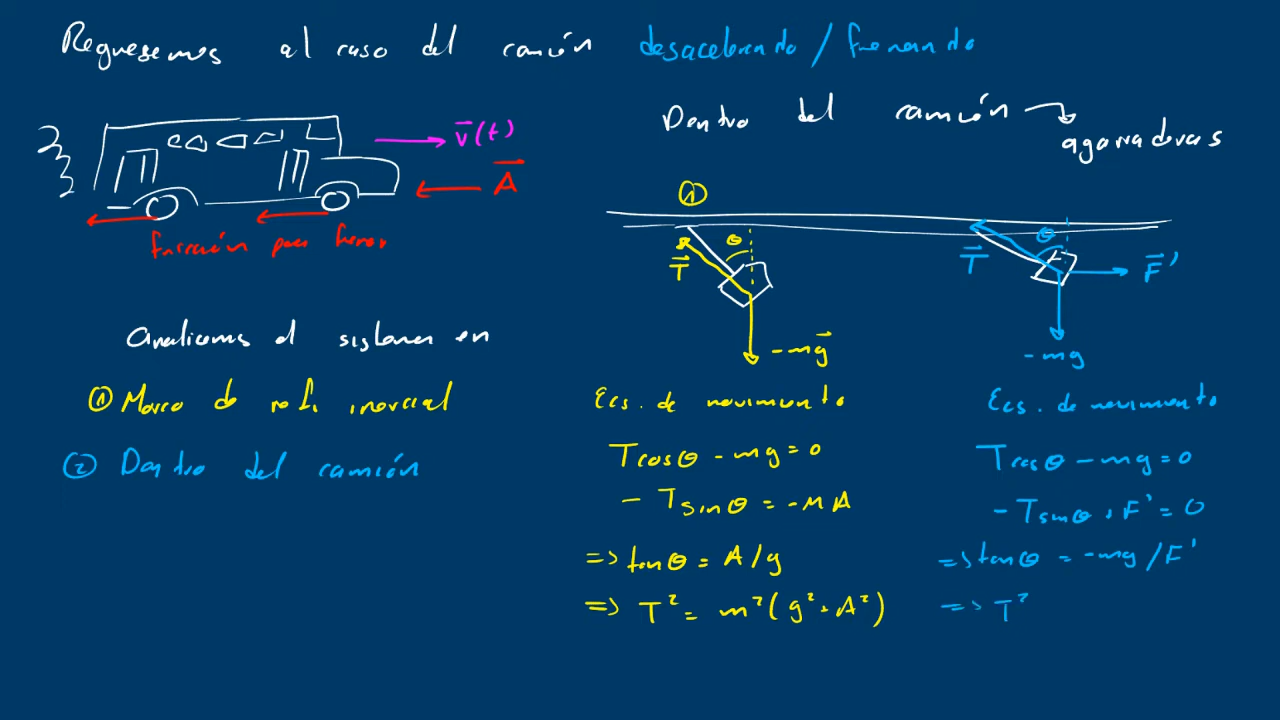 Regresemos al caso del camión desacelerando / frenando
v(t)
A
fricción para frenar
Dentro del camión → agarraderas
Analicemos el sistema en
① Marco de ref. inercial
② Dentro del camión
①
θ
T
-mg
Ecs. de movimiento
Tcosθ - mg = 0
- Tsinθ = -MA
=> tanθ = A/g
=> T² = m²(g² + A²)
θ
T
F'
-mg
Ecs. de movimiento
Tcosθ - mg = 0
- Tsinθ + F' = 0
=> tanθ = -mg/F'
=> T²